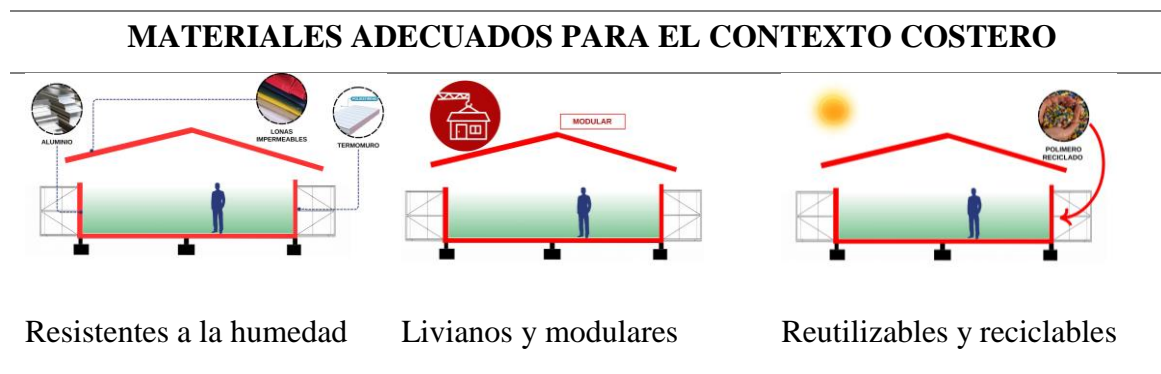 MATERIALES ADECUADOS PARA EL CONTEXTO COSTERO
ALUMINIO
LONAS
IMPERMEABLES
TERMOMURO
MODULAR
POLIMERO
RECICLADO
Resistentes a la humedad
Livianos y modulares
Reutilizables y reciclables